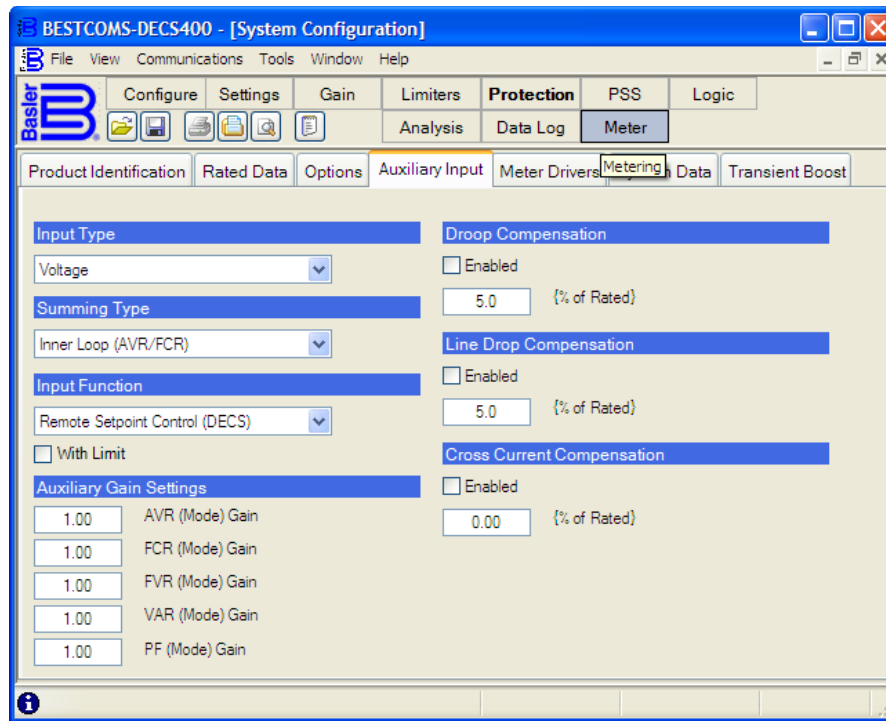 BESTCOMS-DECS400 - [System Configuration]
File View Communications Tools Window Help
Basler
Configure Settings Gain Limiters Protection PSS Logic
Analysis Data Log Meter
Metering
Product Identification Rated Data Options Auxiliary Input Meter Drivers Data Transient Boost
Input Type
Voltage
Summing Type
Inner Loop (AVR/FCR)
Input Function
Remote Setpoint Control (DECS)
With Limit
Auxiliary Gain Settings
1.00 AVR (Mode) Gain
1.00 FCR (Mode) Gain
1.00 FVR (Mode) Gain
1.00 VAR (Mode) Gain
1.00 PF (Mode) Gain
Droop Compensation
Enabled
5.0 {% of Rated}
Line Drop Compensation
Enabled
5.0 {% of Rated}
Cross Current Compensation
Enabled
0.00 {% of Rated}